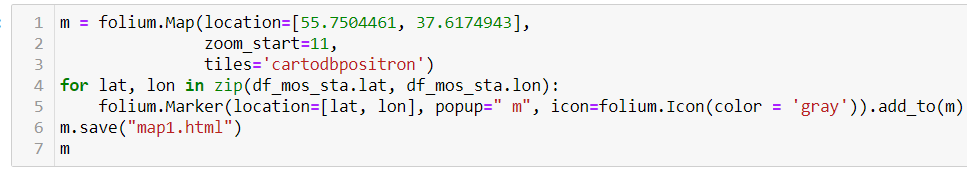 1 m = folium.Map(location=[55.7504461, 37.6174943],
2                zoom_start=11,
3                tiles='cartodbpositron')
4 for lat, lon in zip(df_mos_sta.lat, df_mos_sta.lon):
5     folium.Marker(location=[lat, lon], popup=" m", icon=folium.Icon(color = 'gray')).add_to(m)
6 m.save("map1.html")
7 m